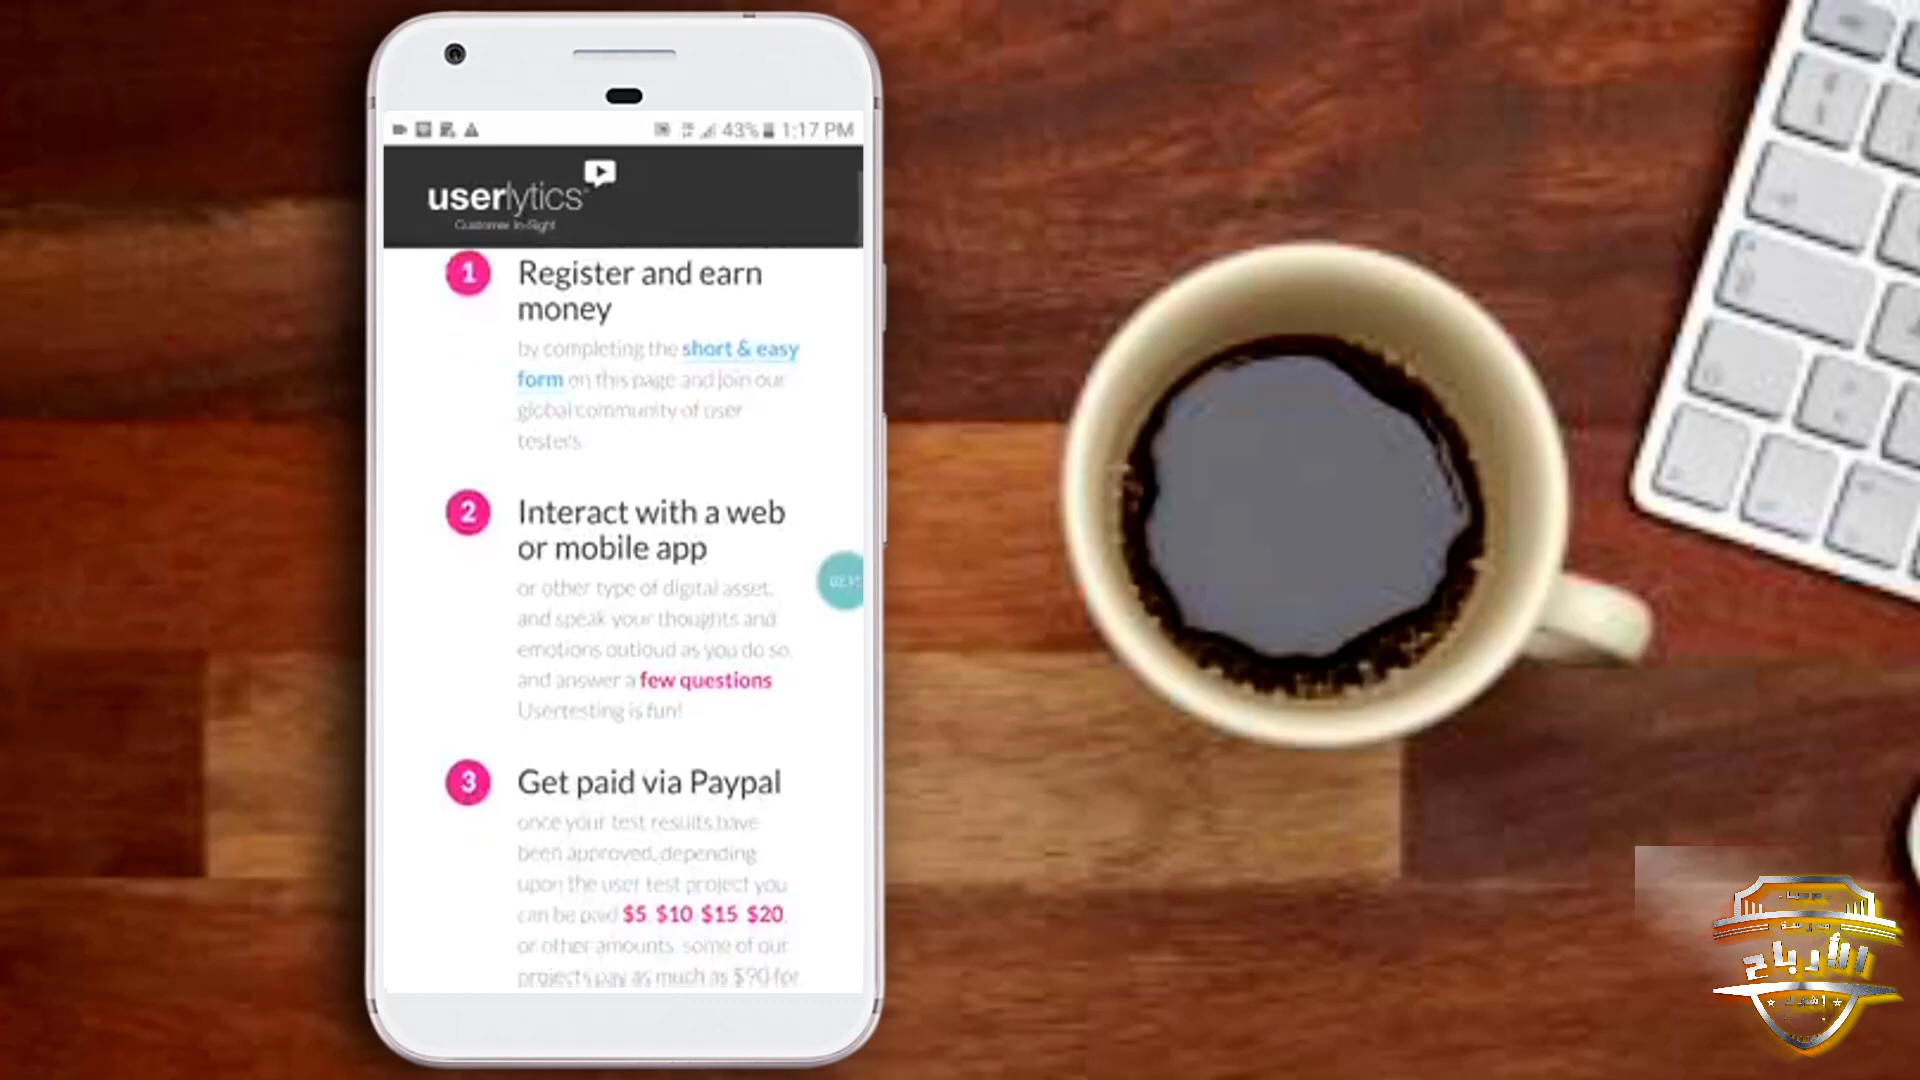 43% 1:17 PM
userlytics
Customer In-Sight
1 Register and earn
money
by completing the short & easy
form on this page and join our
global community of user
testers.
2 Interact with a web
or mobile app
or other type of digital asset,
and speak your thoughts and
emotions outloud as you do so,
and answer a few questions
Usertesting is fun!
3 Get paid via Paypal
once your test results have
been approved, depending
upon the user test project you
can be paid $5, $10, $15, $20,
or other amounts, some of our
projects pay as much as $90 for
مدرسة
الأرباح